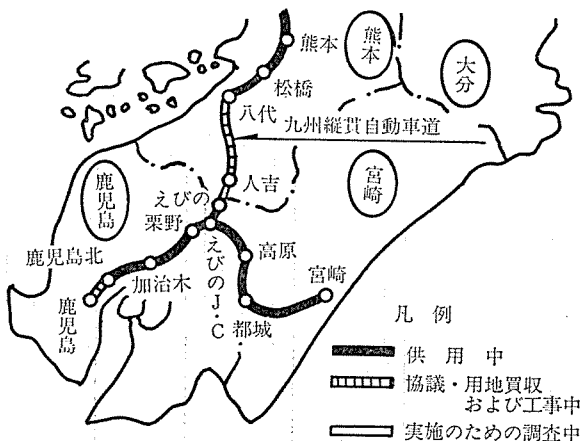 熊本
熊本
大分
松橋
八代
九州縦貫自動車道
人吉
宮崎
鹿児島
えびの
栗野
鹿児島北
加治木
鹿児島
えびのJ・C
高原
宮崎
都城
凡例
供用中
協議・用地買収
および工事中
実施のための調査中